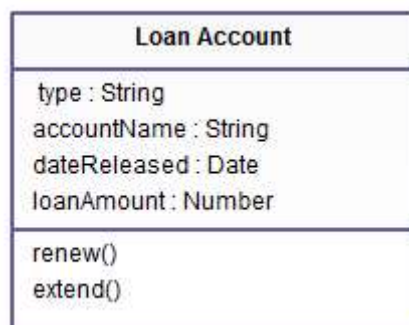 Loan Account
type : String
accountName : String
dateReleased : Date
loanAmount : Number
renew()
extend()